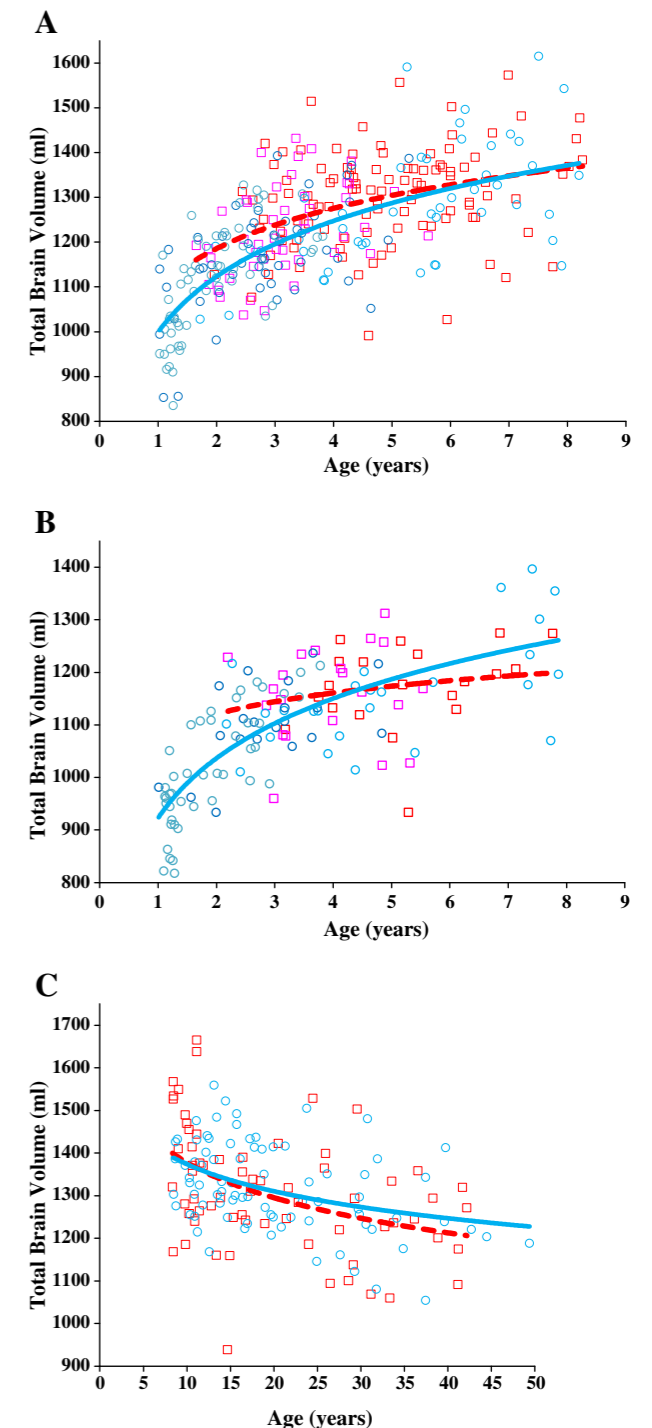 A
Total Brain Volume (ml)
1600
1500
1400
1300
1200
1100
1000
900
800
0 1 2 3 4 5 6 7 8 9
Age (years)
B
Total Brain Volume (ml)
1400
1300
1200
1100
1000
900
800
0 1 2 3 4 5 6 7 8 9
Age (years)
C
Total Brain Volume (ml)
1700
1600
1500
1400
1300
1200
1100
1000
900
0 5 10 15 20 25 30 35 40 45 50
Age (years)